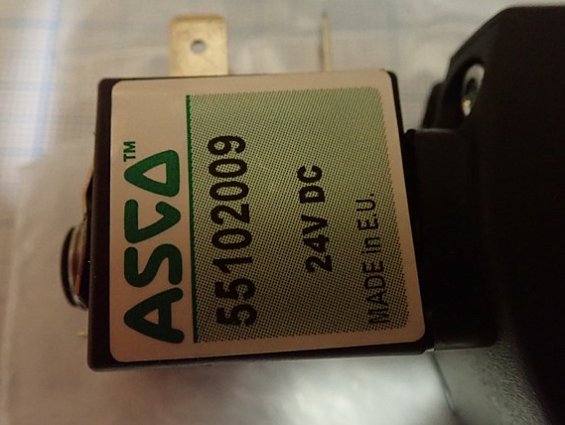 ASCO™
55102009
24V DC
MADE in E.U.